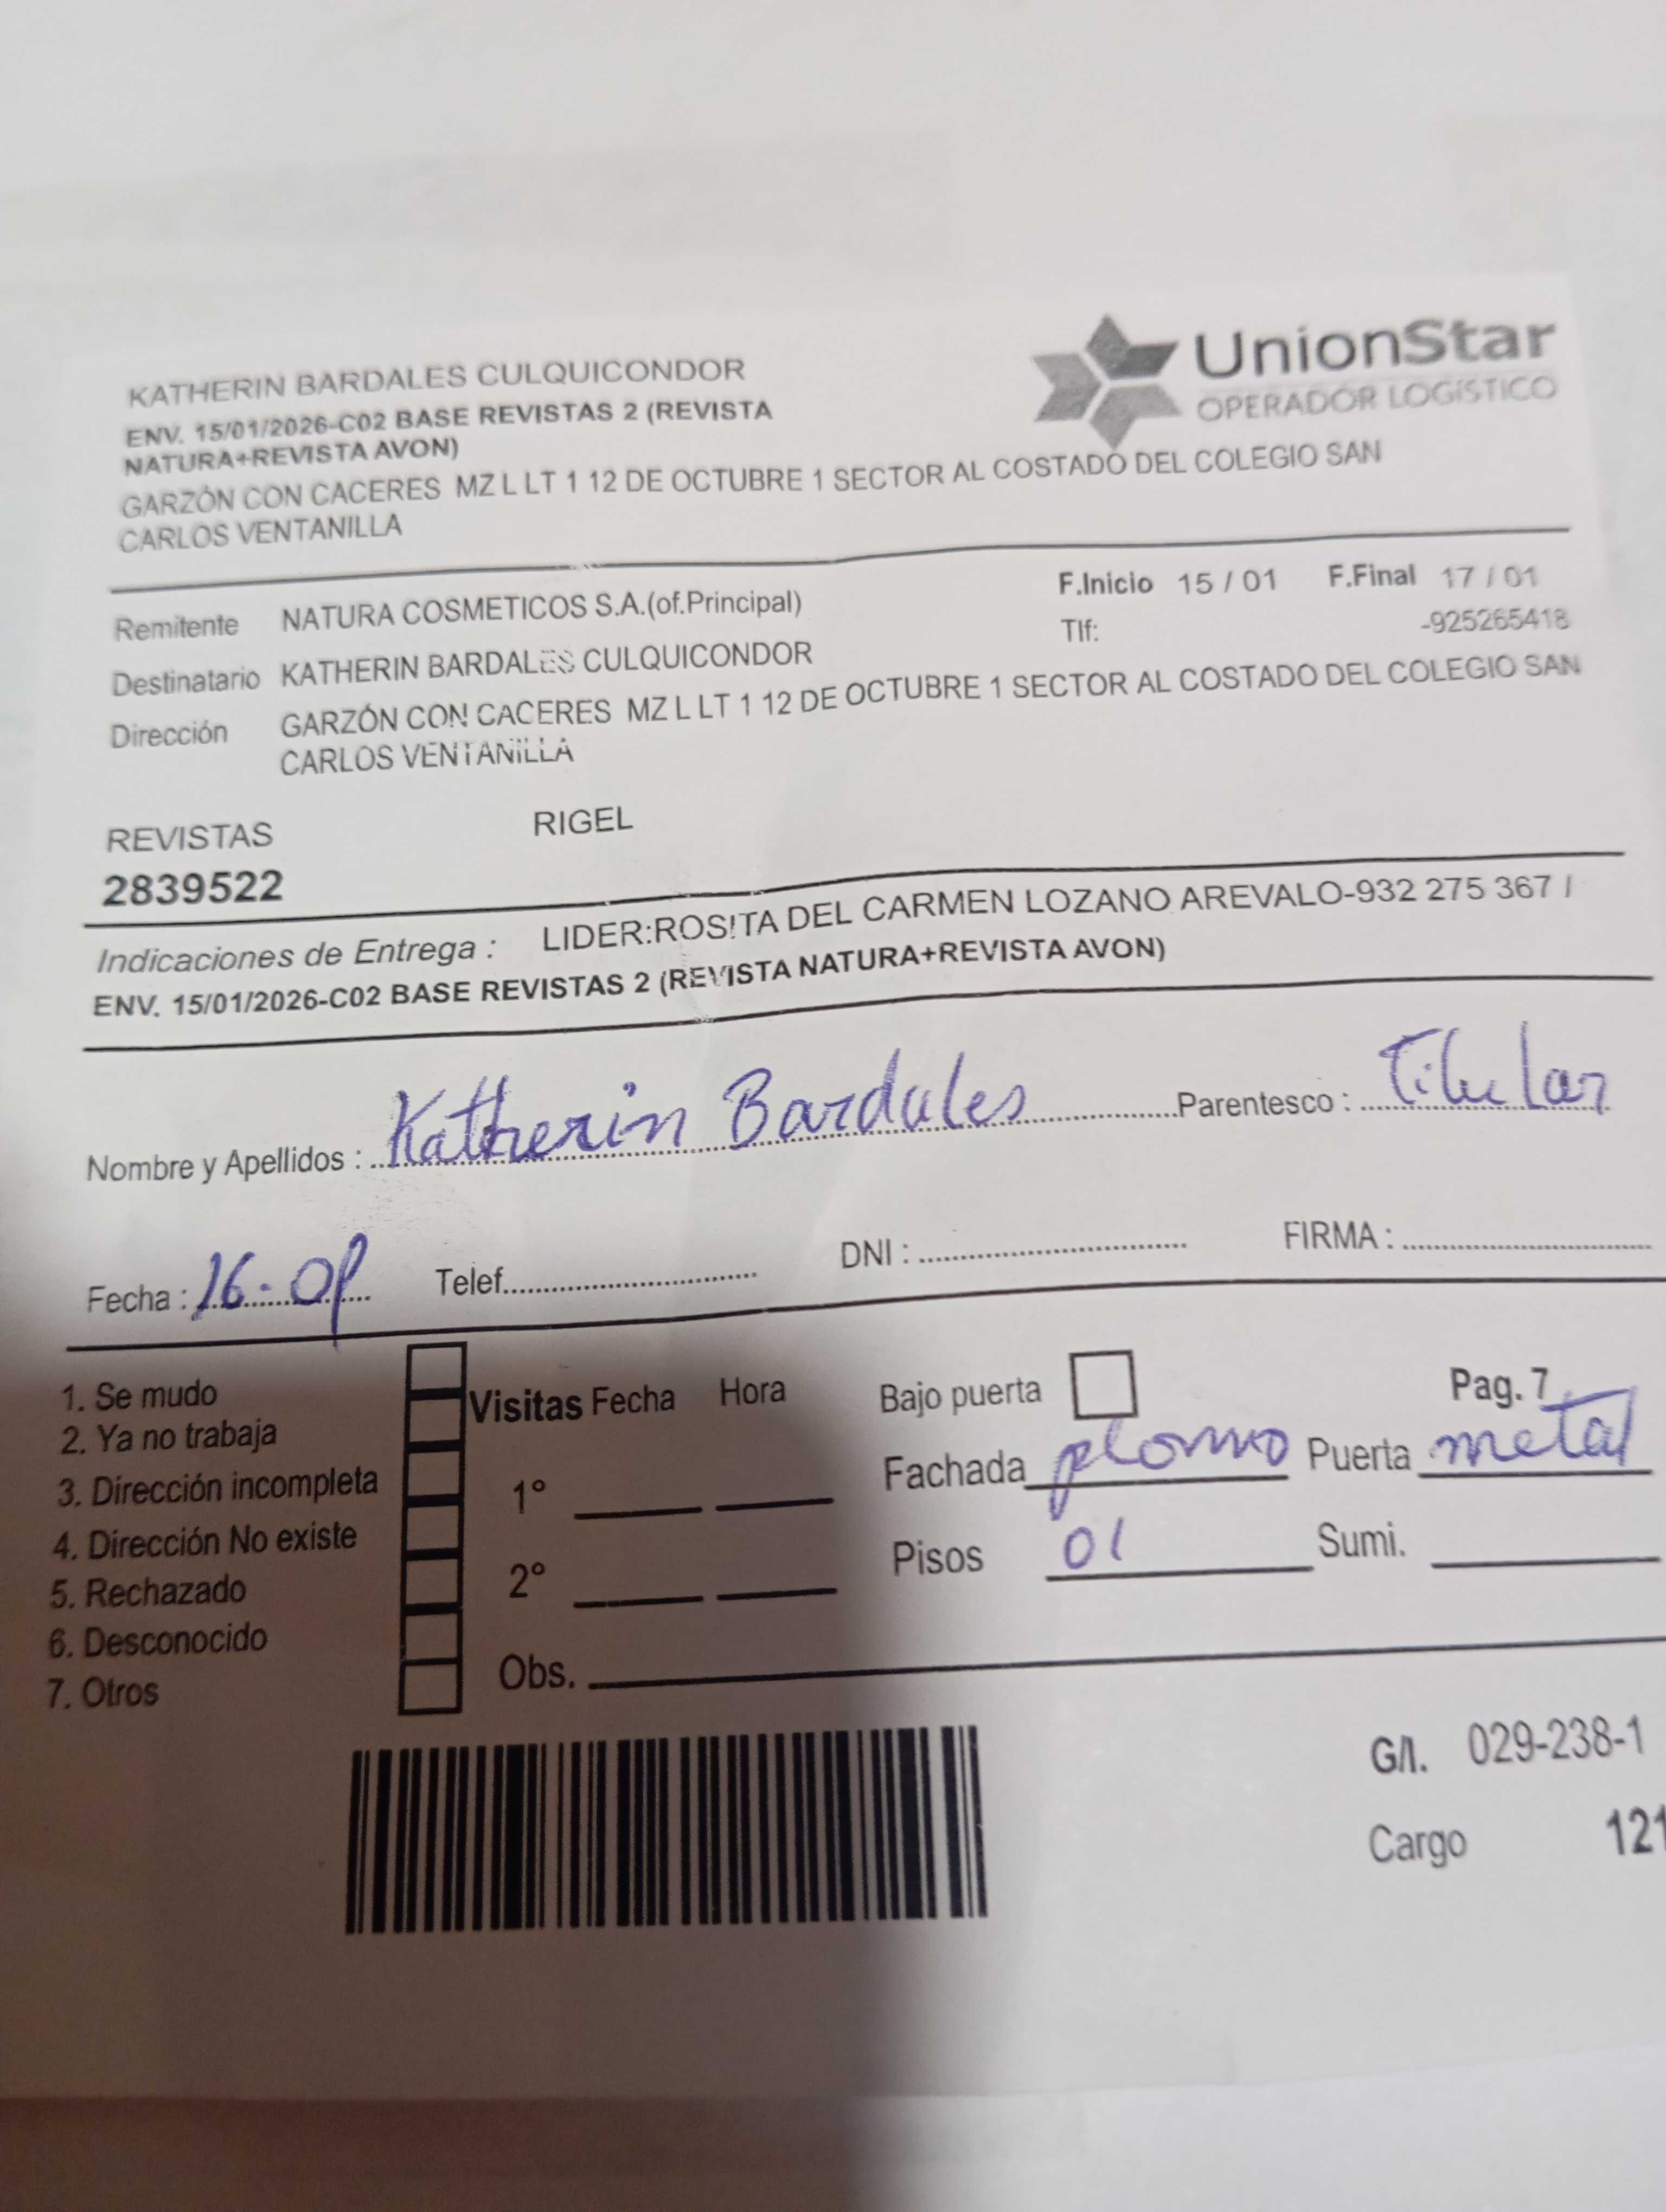 KATHERIN BARDALES CULQUICONDOR
ENV. 15/01/2026-C02 BASE REVISTAS 2 (REVISTA
NATURA+REVISTA AVON)
GARZÓN CON CACERES MZ L LT 1 12 DE OCTUBRE 1 SECTOR AL COSTADO DEL COLEGIO SAN
CARLOS VENTANILLA
UnionStar
OPERADOR LOGÍSTICO
Remitente NATURA COSMETICOS S.A.(of.Principal)
F.Inicio 15 / 01 F.Final 17 / 01
Tlf: -925265418
Destinatario KATHERIN BARDALES CULQUICONDOR
Dirección GARZÓN CON CACERES MZ L LT 1 12 DE OCTUBRE 1 SECTOR AL COSTADO DEL COLEGIO SAN
CARLOS VENTANILLA
REVISTAS RIGEL
2839522
Indicaciones de Entrega : LIDER:ROSITA DEL CARMEN LOZANO AREVALO-932 275 367 /
ENV. 15/01/2026-C02 BASE REVISTAS 2 (REVISTA NATURA+REVISTA AVON)
Nombre y Apellidos : Katherin Bardales Parentesco : Titular
Fecha : 16-01 Telef. DNI : FIRMA :
1. Se mudo
2. Ya no trabaja
3. Dirección incompleta
4. Dirección No existe
5. Rechazado
6. Desconocido
7. Otros
Visitas Fecha Hora
1°
2°
Obs.
Bajo puerta Pag. 7
Fachada plomo Puerta metal
Pisos 01 Sumi.
G/I. 029-238-1
Cargo 121